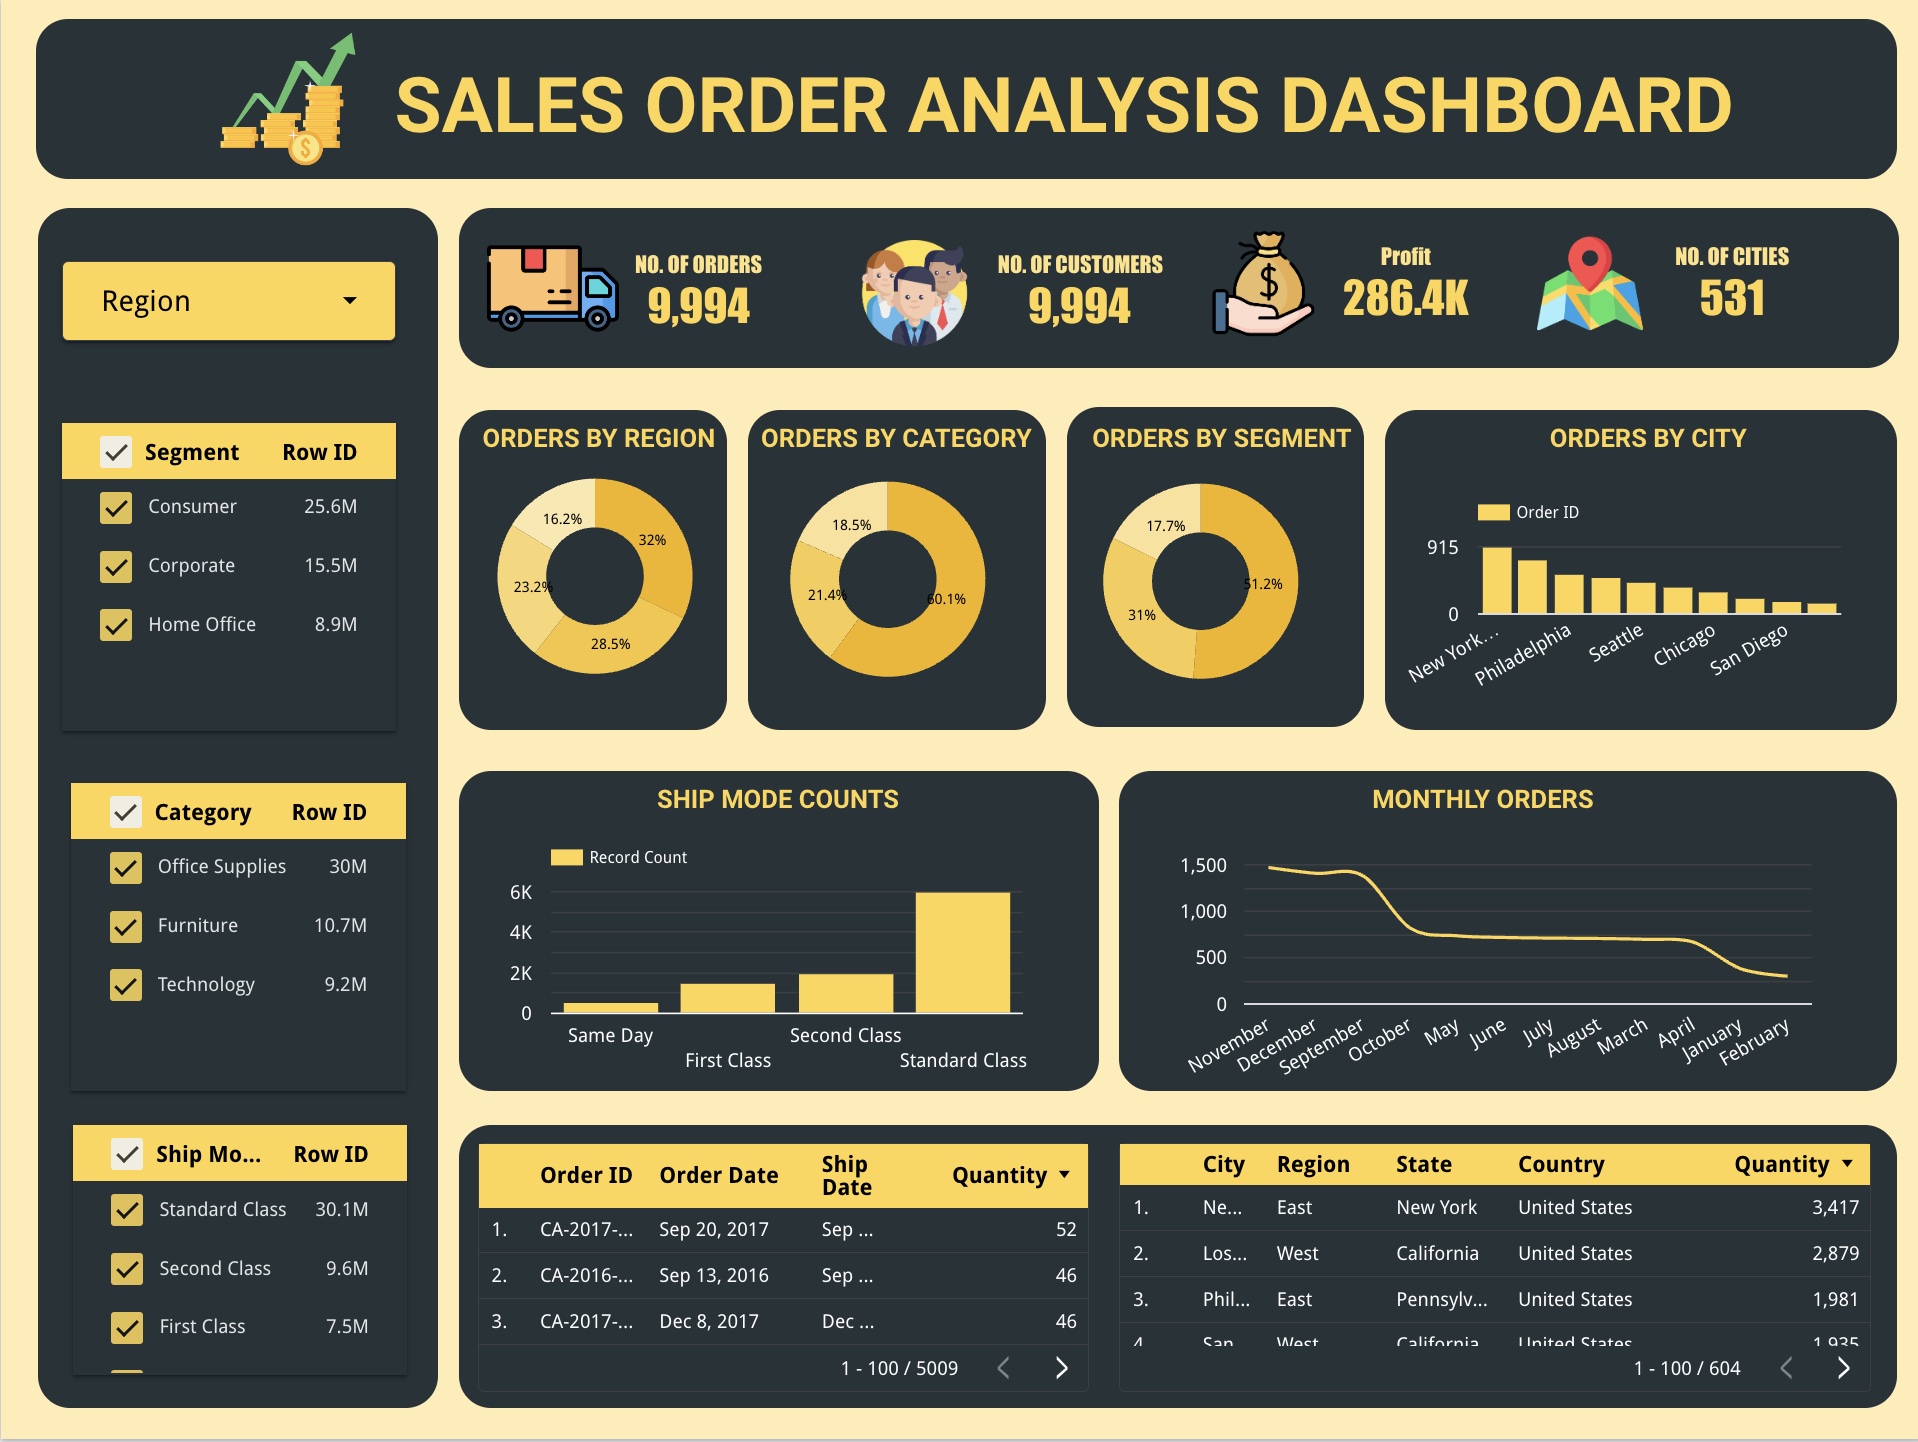 SALES ORDER ANALYSIS DASHBOARD
Region
NO. OF ORDERS
9,994
NO. OF CUSTOMERS
9,994
Profit
286.4K
NO. OF CITIES
531
Segment Row ID
Consumer 25.6M
Corporate 15.5M
Home Office 8.9M
Category Row ID
Office Supplies 30M
Furniture 10.7M
Technology 9.2M
Ship Mo... Row ID
Standard Class 30.1M
Second Class 9.6M
First Class 7.5M
ORDERS BY REGION
16.2%
32%
23.2%
28.5%
ORDERS BY CATEGORY
18.5%
21.4%
60.1%
ORDERS BY SEGMENT
17.7%
51.2%
31%
ORDERS BY CITY
Order ID
915
0
New York...
Philadelphia
Seattle
Chicago
San Diego
SHIP MODE COUNTS
Record Count
6K
4K
2K
0
Same Day
First Class
Second Class
Standard Class
MONTHLY ORDERS
1,500
1,000
500
0
November
December
September
October
May
June
July
August
March
April
January
February
Order ID Order Date Ship Date Quantity
1. CA-2017-... Sep 20, 2017 Sep ... 52
2. CA-2016-... Sep 13, 2016 Sep ... 46
3. CA-2017-... Dec 8, 2017 Dec ... 46
1 - 100 / 5009
City Region State Country Quantity
1. Ne... East New York United States 3,417
2. Los... West California United States 2,879
3. Phil... East Pennsylv... United States 1,981
4. San West California United States 1,935
1 - 100 / 604
$
$